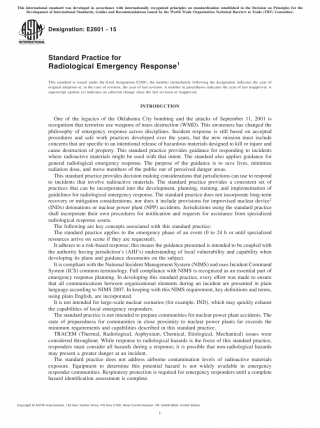 This international standard was developed in accordance with internationally recognized principles on standardization established in the Decision on Principles for the
Development of International Standards, Guides and Recommendations issued by the World Trade Organization Technical Barriers to Trade (TBT) Committee.
Designation: E2601 – 15
INTERNATIONAL
Standard Practice for
Radiological Emergency Response¹
This standard is issued under the fixed designation E2601; the number immediately following the designation indicates the year of
original adoption or, in the case of revision, the year of last revision. A number in parentheses indicates the year of last reapproval. A
superscript epsilon (ε) indicates an editorial change since the last revision or reapproval.
INTRODUCTION
One of the legacies of the Oklahoma City bombing and the attacks of September 11, 2001 is
recognition that terrorists use weapons of mass destruction (WMD). This awareness has changed the
philosophy of emergency response across disciplines. Incident response is still based on accepted
procedures and safe work practices developed over the years, but the new mission must include
concerns that are specific to an intentional release of hazardous materials designed to kill or injure and
cause destruction of property. This standard practice provides guidance for responding to incidents
where radioactive materials might be used with that intent. The standard also applies guidance for
general radiological emergency response. The purpose of the guidance is to save lives, minimize
radiation dose, and move members of the public out of perceived danger areas.
This standard practice provides decision making considerations that jurisdictions can use to respond
to incidents that involve radioactive materials. The standard practice provides a consistent set of
practices that can be incorporated into the development, planning, training, and implementation of
guidelines for radiological emergency response. The standard practice does not incorporate long-term
recovery or mitigation considerations, nor does it include provisions for improvised nuclear device
(INDs) detonations or nuclear power plant (NPP) accidents. Jurisdictions using the standard practice
shall incorporate their own procedures for notification and requests for assistance from specialized
radiological response assets.
The following are key concepts associated with this standard practice:
The standard practice applies to the emergency phase of an event (0 to 24 h or until specialized
resources arrive on scene if they are requested).
It adheres to a risk-based response; this means the guidance presented is intended to be coupled with
the authority having jurisdiction's (AHJ's) understanding of local vulnerability and capability when
developing its plans and guidance documents on the subject.
It is compliant with the National Incident Management System (NIMS) and uses Incident Command
System (ICS) common terminology. Full compliance with NIMS is recognized as an essential part of
emergency response planning. In developing this standard practice, every effort was made to ensure
that all communications between organizational elements during an incident are presented in plain
language according to NIMS 2007. In keeping with this NIMS requirement, key definitions and terms,
using plain English, are incorporated.
It is not intended for large-scale nuclear scenarios (for example, IND), which may quickly exhaust
the capabilities of local emergency responders.
The standard practice is not intended to prepare communities for nuclear power plant accidents. The
state of preparedness for communities in close proximity to nuclear power plants far exceeds the
minimum requirements and capabilities described in this standard practice.
TRACEM (Thermal, Radiological, Asphyxiation, Chemical, Etiological, Mechanical) issues were
considered throughout. While response to radiological hazards is the focus of this standard practice,
responders must consider all hazards during a response; it is possible that non-radiological hazards
may present a greater danger at an incident.
The standard practice does not address airborne contamination levels of radioactive materials
exposure. Equipment to determine this potential hazard is not widely available in emergency
responder communities. Respiratory protection is required for emergency responders until a complete
hazard identification assessment is complete.
Copyright © ASTM International, 100 Barr Harbor Drive, PO Box C700, West Conshohocken, PA 19428-2959. United States
1